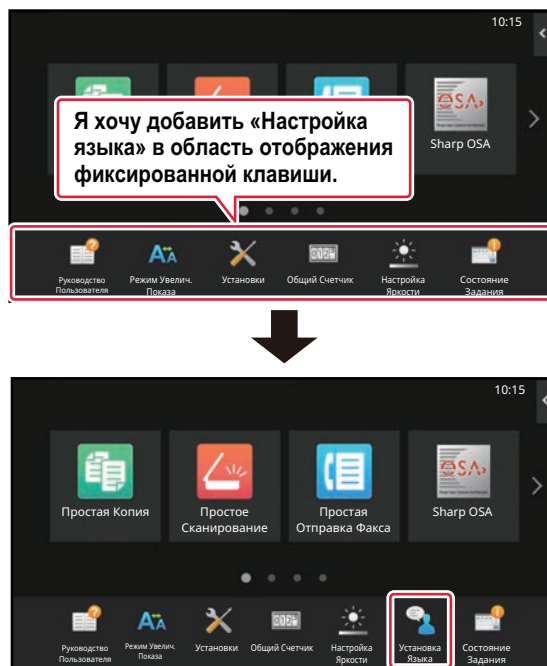 10:15
OSA
Sharp OSA
Я хочу добавить «Настройка
языка» в область отображения
фиксированной клавиши.
Руководство
Пользователя
Режим Увелич.
Показа
Установки
Общий Счетчик
Настройка
Яркости
Состояние
Задания
10:15
OSA
Простая Копия
Простое
Сканирование
Простая
Отправка Факса
Sharp OSA
Руководство
Пользователя
Режим Увелич.
Показа
Установки
Общий Счетчик
Настройка
Яркости
Установка
Языка
Состояние
Задания